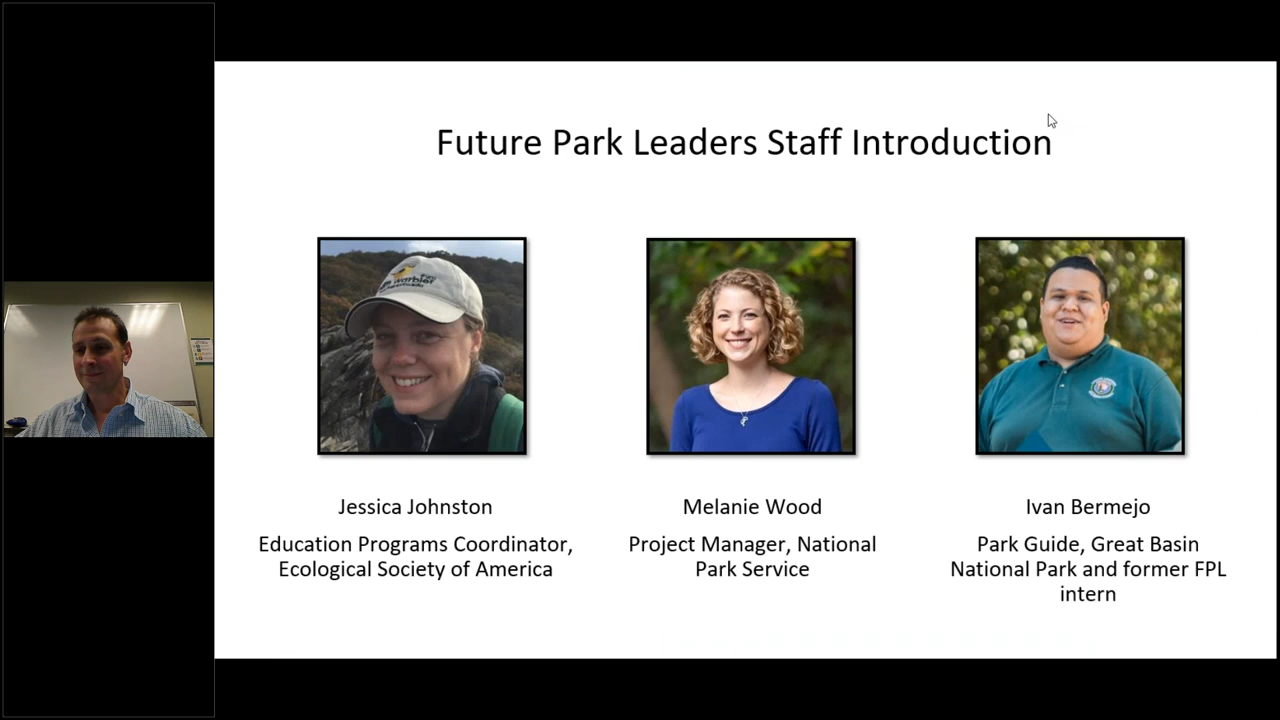 Future Park Leaders Staff Introduction
Jessica Johnston
Education Programs Coordinator,
Ecological Society of America
Melanie Wood
Project Manager, National
Park Service
Ivan Bermejo
Park Guide, Great Basin
National Park and former FPL
intern